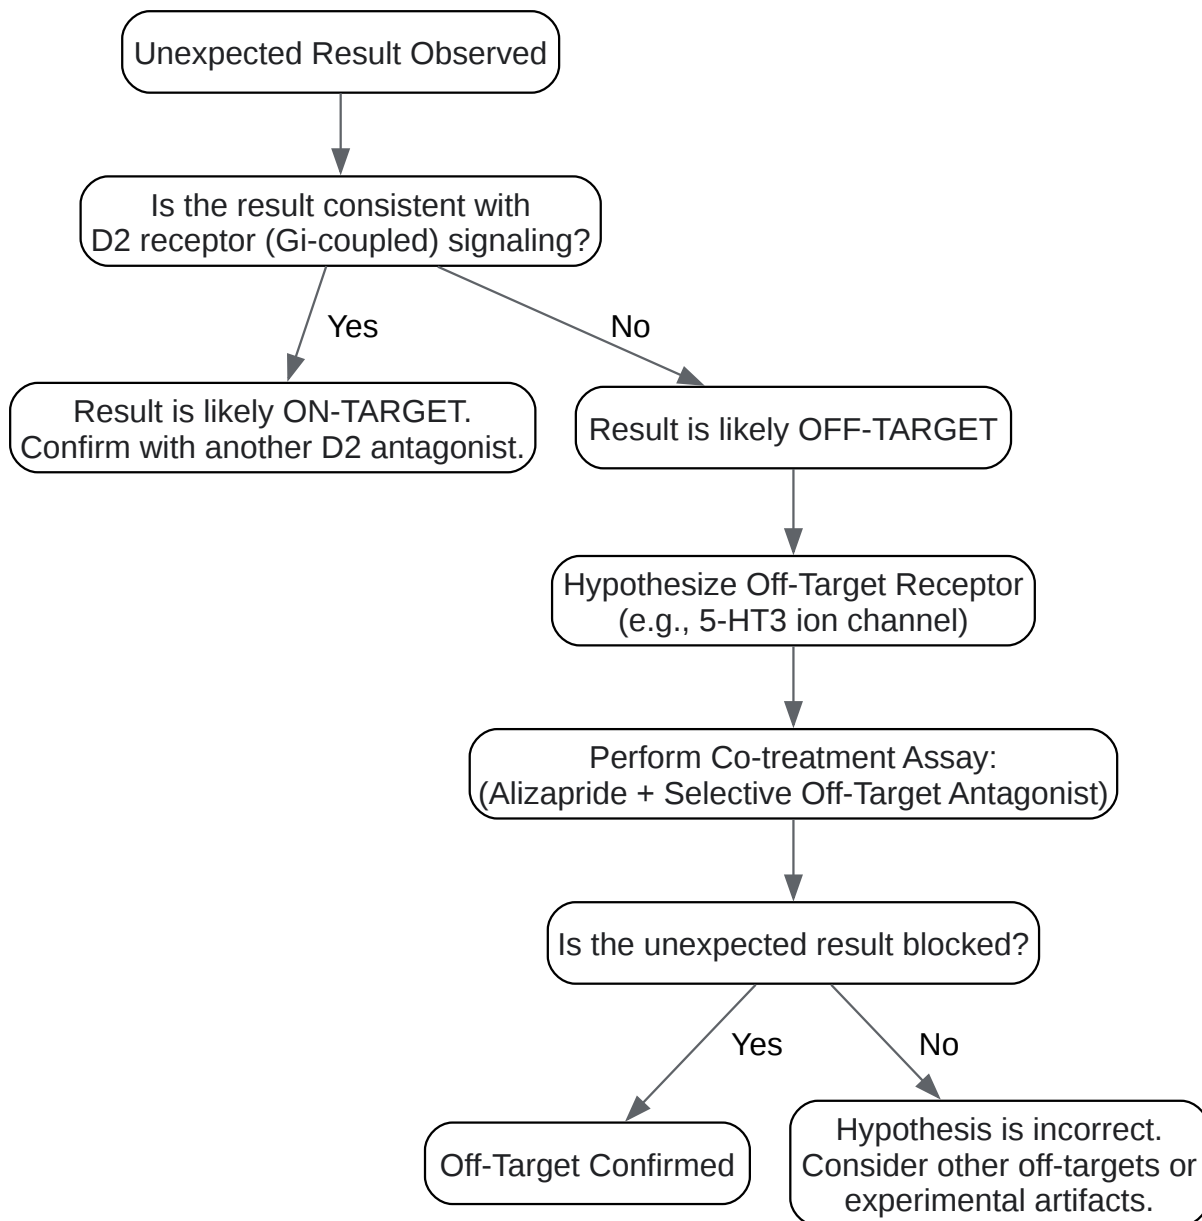 Unexpected Result Observed
Is the result consistent with
D2 receptor (Gi-coupled) signaling?
Yes
No
Result is likely ON-TARGET.
Confirm with another D2 antagonist.
Result is likely OFF-TARGET
Hypothesize Off-Target Receptor
(e.g., 5-HT3 ion channel)
Perform Co-treatment Assay:
(Alizapride + Selective Off-Target Antagonist)
Is the unexpected result blocked?
Yes
No
Off-Target Confirmed
Hypothesis is incorrect.
Consider other off-targets or
experimental artifacts.